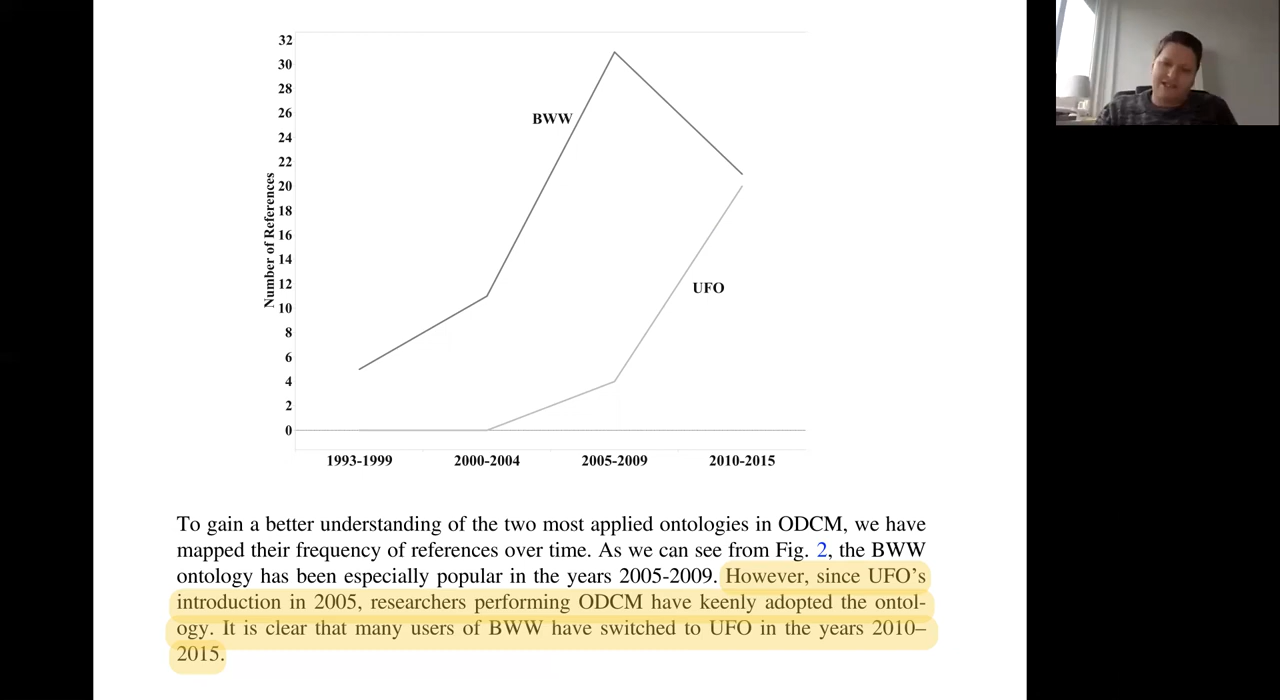 32
30
28
26
24
22
20
18
16
14
12
10
8
6
4
2
0
Number of References
BWW
UFO
1993-1999
2000-2004
2005-2009
2010-2015
To gain a better understanding of the two most applied ontologies in ODCM, we have
mapped their frequency of references over time. As we can see from Fig. 2, the BWW
ontology has been especially popular in the years 2005-2009. However, since UFO’s
introduction in 2005, researchers performing ODCM have keenly adopted the ontol-
ogy. It is clear that many users of BWW have switched to UFO in the years 2010–
2015.